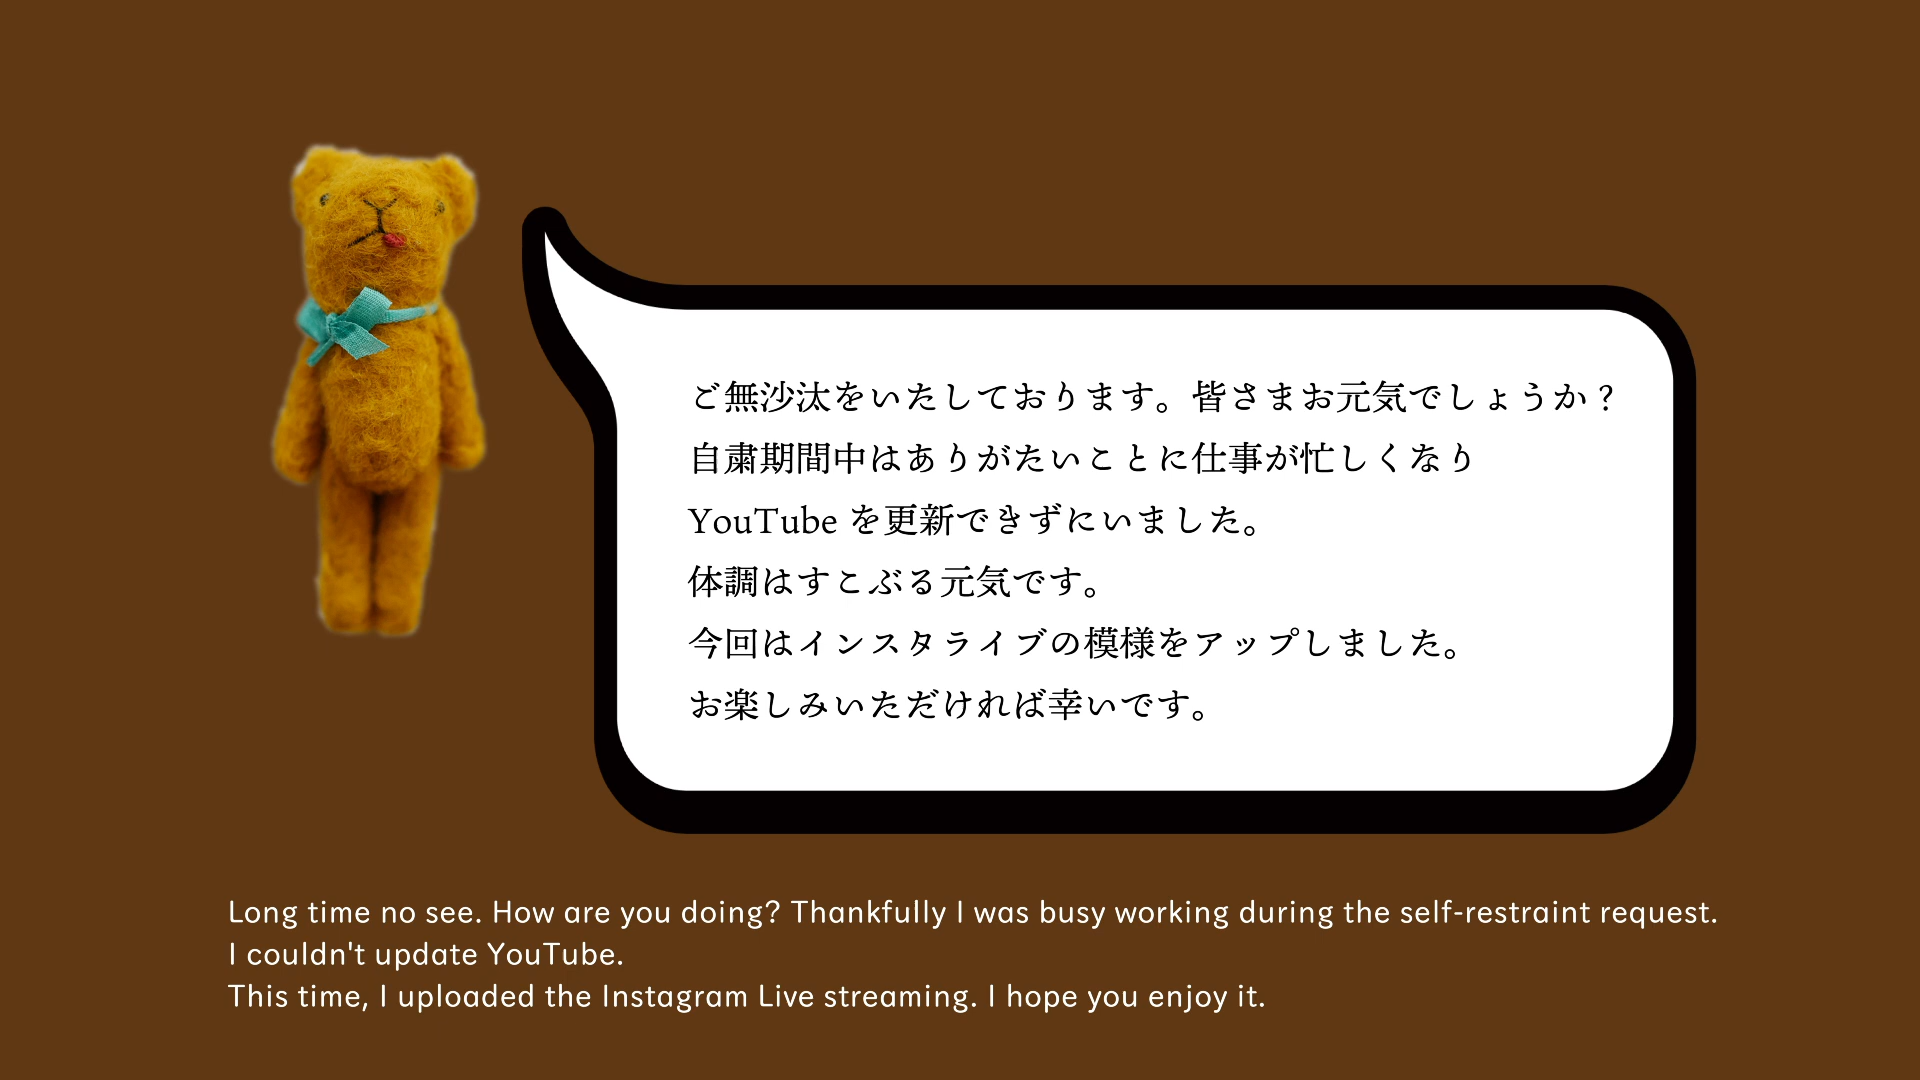 ご無沙汰をいたしております。皆さまお元気でしょうか？
自粛期間中はありがたいことに仕事が忙しくなり
YouTube を更新できずにいました。
体調はすこぶる元気です。
今回はインスタライブの模様をアップしました。
お楽しみいただければ幸いです。
Long time no see. How are you doing? Thankfully I was busy working during the self-restraint request.
I couldn't update YouTube.
This time, I uploaded the Instagram Live streaming. I hope you enjoy it.